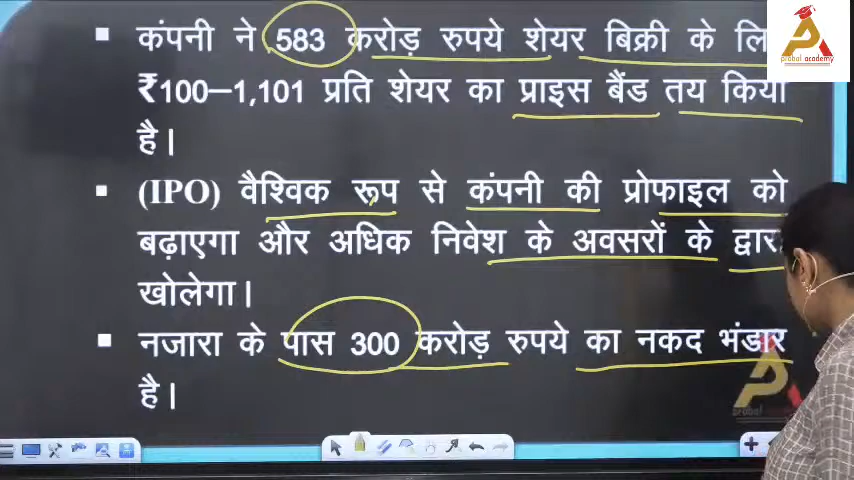 कंपनी ने 583 करोड़ रुपये शेयर बिक्री के
₹100–1,101 प्रति शेयर का प्राइस बैंड तय किया
है।
(IPO) वैश्विक रूप से कंपनी की प्रोफाइल को
बढ़ाएगा और अधिक निवेश के अवसरों के
खोलेगा।
नजारा के पास 300 करोड़ रुपये का नकद भंडार
है।
probal academy